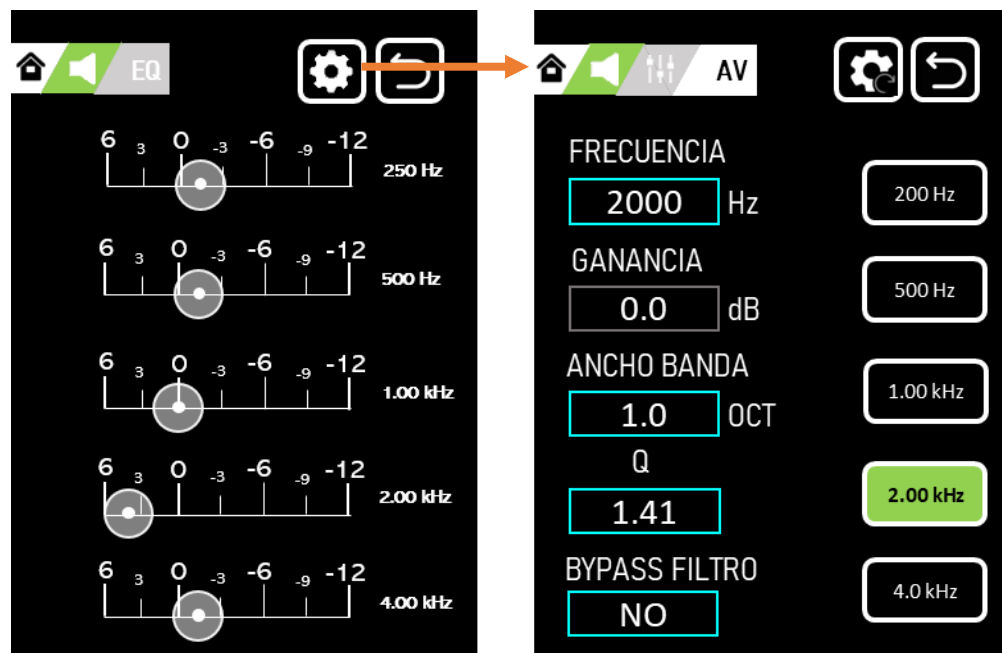 EQ
6 3 0 -3 -6 -9 -12
250 Hz
6 3 0 -3 -6 -9 -12
500 Hz
6 3 0 -3 -6 -9 -12
1.00 kHz
6 3 0 -3 -6 -9 -12
2.00 kHz
6 3 0 -3 -6 -9 -12
4.00 kHz
AV
FRECUENCIA
2000 Hz
GANANCIA
0.0 dB
ANCHO BANDA
1.0 OCT
Q
1.41
BYPASS FILTRO
NO
200 Hz
500 Hz
1.00 kHz
2.00 kHz
4.0 kHz